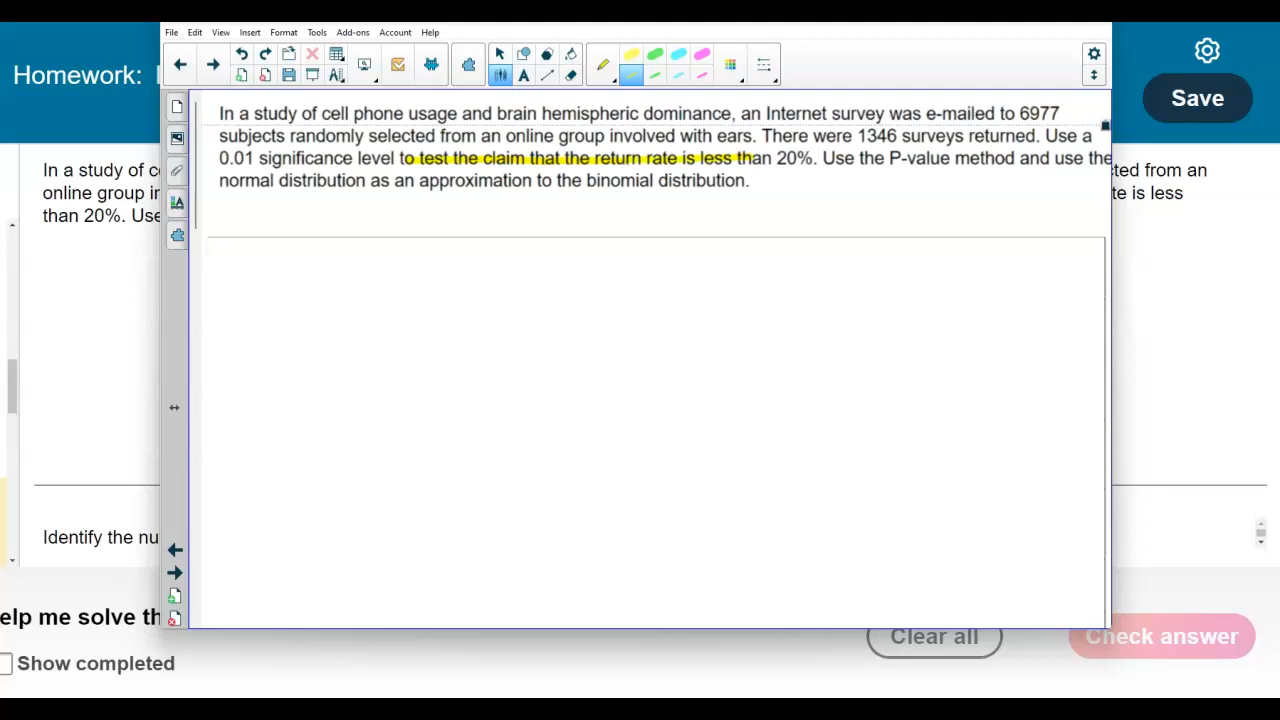 File Edit View Insert Format Tools Add-ons Account Help
Homework:
Save
In a study of cell phone usage and brain hemispheric dominance, an Internet survey was e-mailed to 6977
subjects randomly selected from an online group involved with ears. There were 1346 surveys returned. Use a
0.01 significance level to test the claim that the return rate is less than 20%. Use the P-value method and use the
normal distribution as an approximation to the binomial distribution.
In a study of c
cted from an
online group in
te is less
than 20%. Use
Identify the nu
elp me solve th
Clear all
Check answer
Show completed